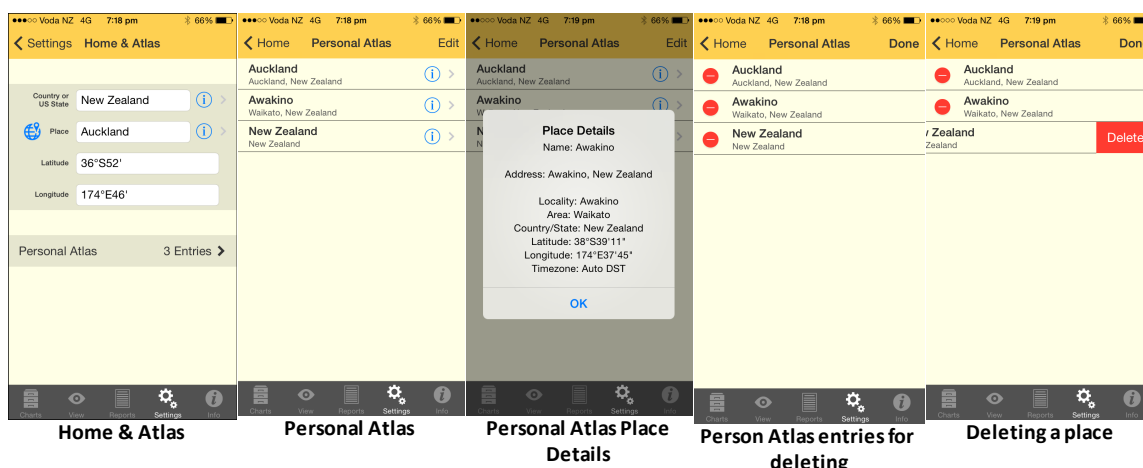 ●●●○○ Voda NZ 4G 7:18 pm 66%
Settings Home & Atlas
Country or
US State
New Zealand
Place Auckland
Latitude 36°S52'
Longitude 174°E46'
Personal Atlas 3 Entries
Charts View Reports Settings Info
Home & Atlas
●●●○○ Voda NZ 4G 7:18 pm 66%
Home Personal Atlas Edit
Auckland
Auckland, New Zealand
Awakino
Waikato, New Zealand
New Zealand
New Zealand
Charts View Reports Settings Info
Personal Atlas
●●○○○ Voda NZ 4G 7:19 pm 66%
Home Personal Atlas Edit
Auckland
Auckland, New Zealand
Awakino
Place Details
Name: Awakino
Address: Awakino, New Zealand
Locality: Awakino
Area: Waikato
Country/State: New Zealand
Latitude: 38°S39'11"
Longitude: 174°E37'45"
Timezone: Auto DST
OK
Charts View Reports Settings Info
Personal Atlas Place
Details
●●●○○ Voda NZ 4G 7:18 pm 66%
Home Personal Atlas Done
Auckland
Auckland, New Zealand
Awakino
Waikato, New Zealand
New Zealand
New Zealand
Charts View Reports Settings Info
Person Atlas entries for
deleting
●●○○○ Voda NZ 4G 7:19 pm 66%
Home Personal Atlas Don
Auckland
Auckland, New Zealand
Awakino
Waikato, New Zealand
Zealand Delete
Zealand
Charts View Reports Settings Info
Deleting a place